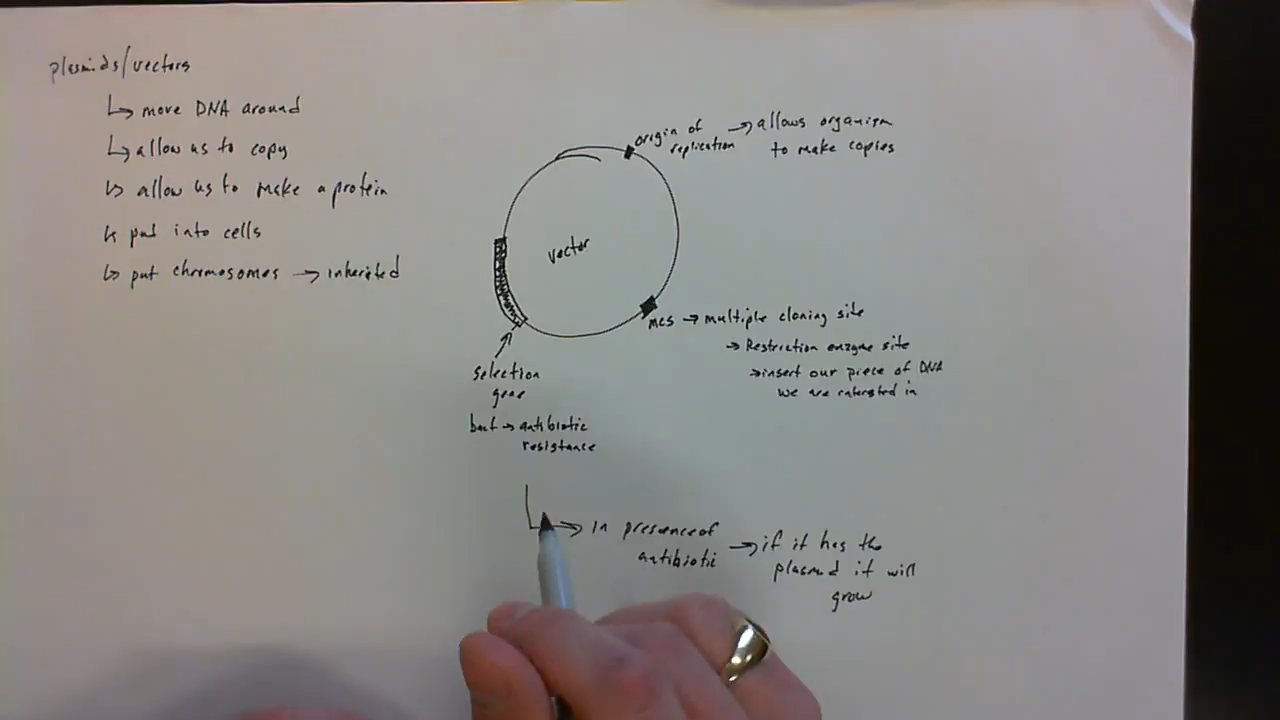 plasmids/vectors
↳ move DNA around
↳ allow us to copy
↳ allow us to make a protein
↳ put into cells
↳ put chromosomes → inherited
origin of → allows organism
replication to make copies
vector
mcs → multiple cloning site
→ Restriction enzyme site
→ insert our piece of DNA
we are interested in
selection
gene
bact → antibiotic
resistance
→ in presence of
antibiotic → if it has the
plasmid it will
grow